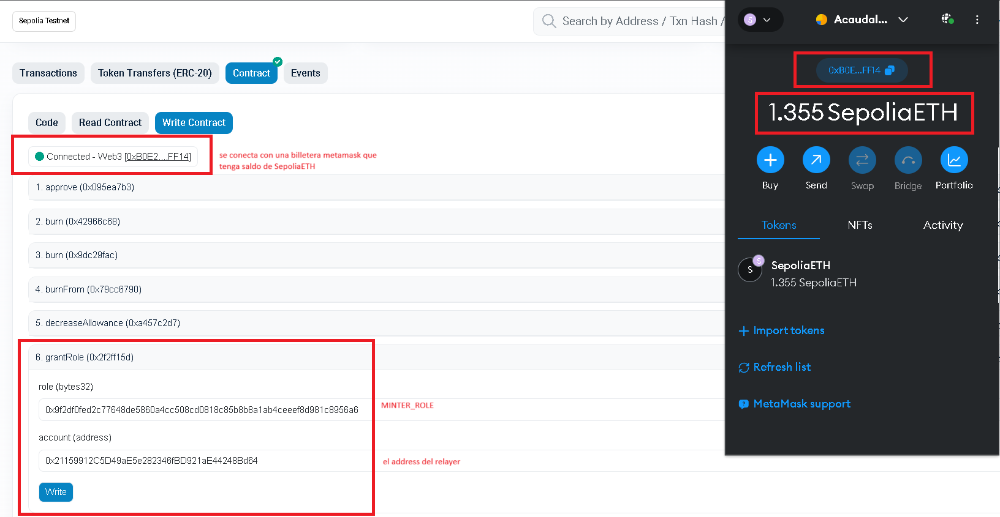 Sepolia Testnet
Search by Address / Txn Hash /
Transactions
Token Transfers (ERC-20)
Contract
Events
Code
Read Contract
Write Contract
Connected - Web3 [0xB0E2....FF14]
se conecta con una billetera metamask que
tenga saldo de SepoliaETH
1. approve (0x095ea7b3)
2. burn (0x42966c68)
3. burn (0x9dc29fac)
4. burnFrom (0x79cc6790)
5. decreaseAllowance (0xa457c2d7)
6. grantRole (0x2f2ff15d)
role (bytes32)
0x9f2df0fed2c77648de5860a4cc508cd0818c85b8b8a1ab4ceeef8d981c8956a6
MINTER_ROLE
account (address)
0x21159912C5D49aE5e282346fBD921aE44248Bd64
el address del relayer
Write
S
Acaudal...
0xB0E...FF14
1.355 SepoliaETH
Buy
Send
Swap
Bridge
Portfolio
Tokens
NFTs
Activity
S
S
SepoliaETH
1.355 SepoliaETH
Import tokens
Refresh list
MetaMask support